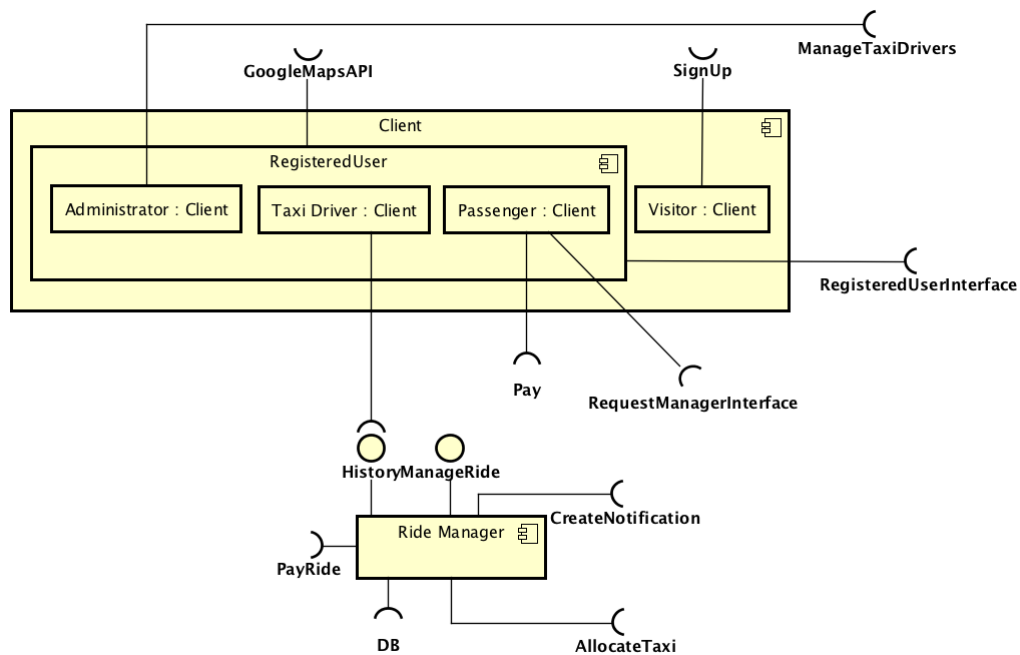 ManageTaxiDrivers
GoogleMapsAPI
SignUp
Client
RegisteredUser
Administrator : Client
Taxi Driver : Client
Passenger : Client
Visitor : Client
RegisteredUserInterface
Pay
RequestManagerInterface
History
ManageRide
CreateNotification
Ride Manager
PayRide
DB
AllocateTaxi